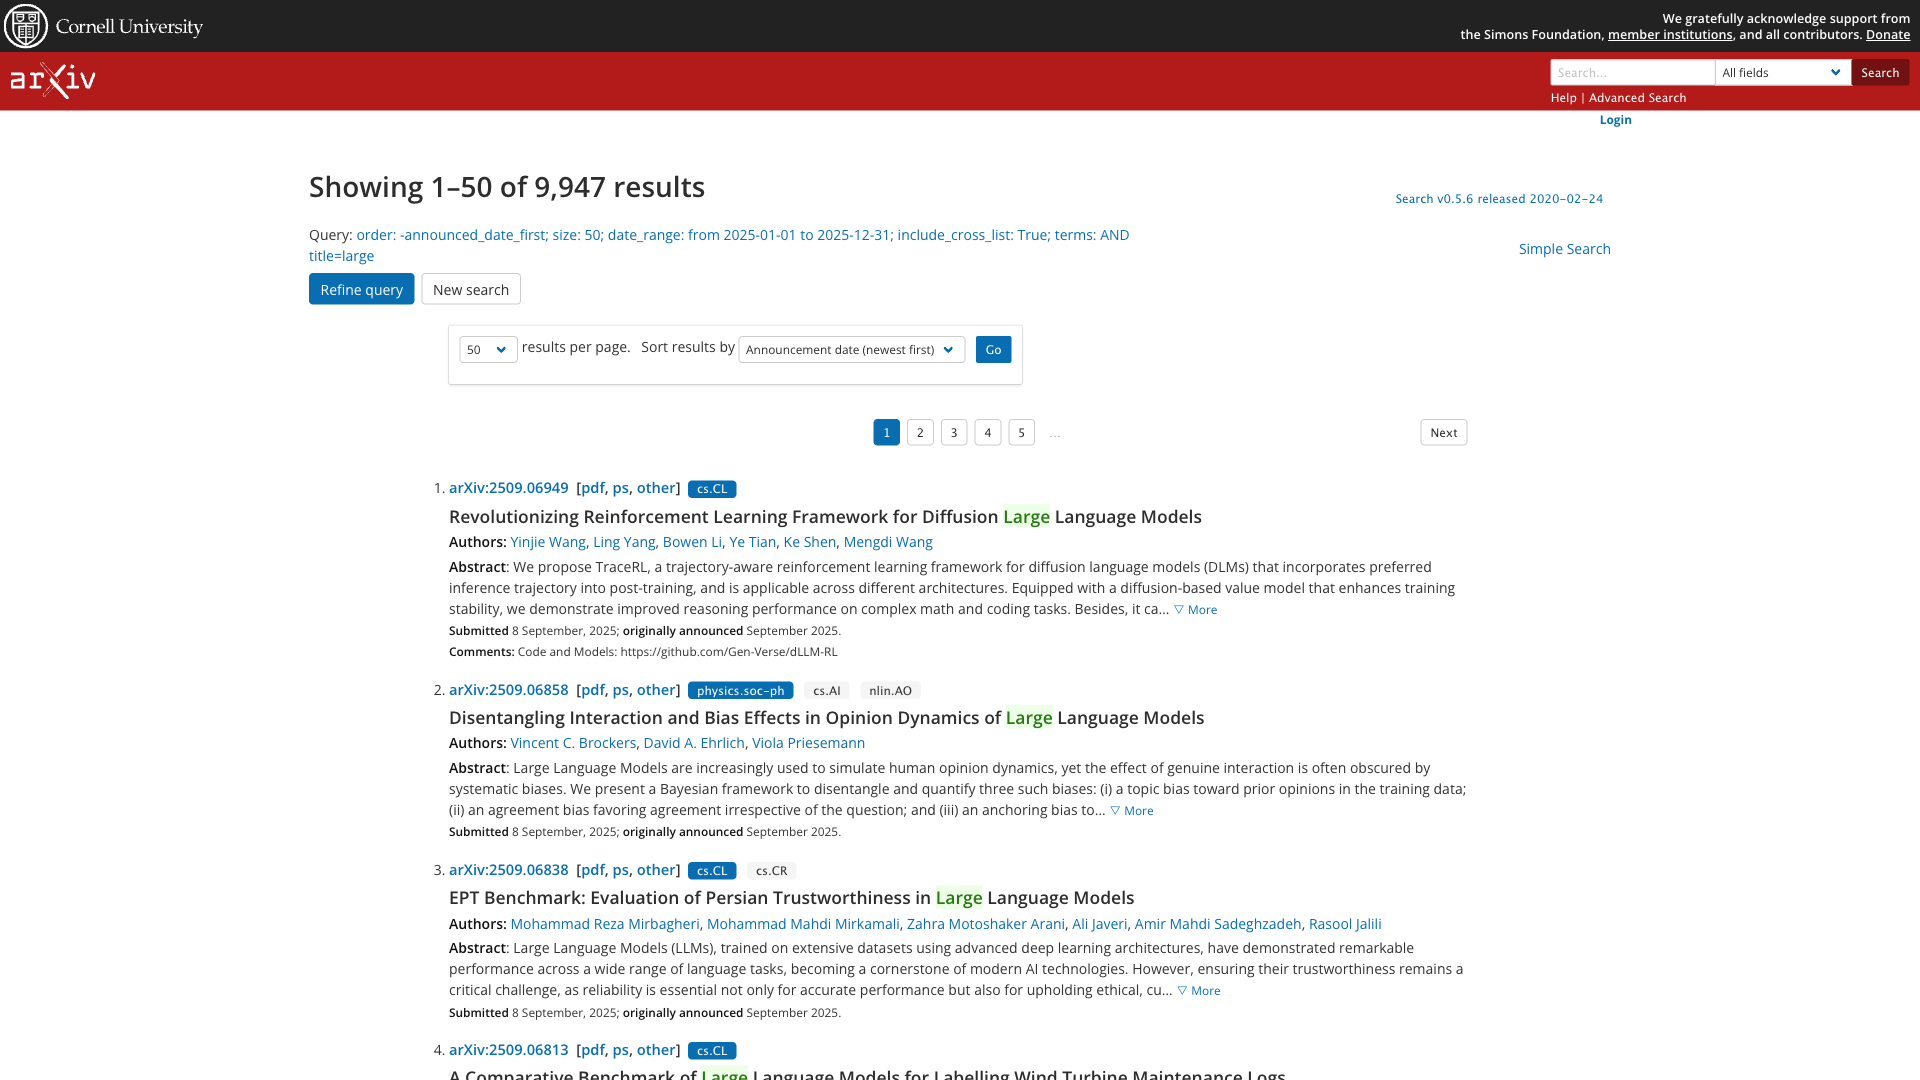 Cornell University
We gratefully acknowledge support from
the Simons Foundation, member institutions, and all contributors. Donate
arXiv
Search... All fields Search
Help | Advanced Search
Login
Showing 1–50 of 9,947 results
Search v0.5.6 released 2020-02-24
Query: order: -announced_date_first; size: 50; date_range: from 2025-01-01 to 2025-12-31; include_cross_list: True; terms: AND
title=large
Simple Search
Refine query New search
50 results per page. Sort results by Announcement date (newest first) Go
1 2 3 4 5 … Next
1. arXiv:2509.06949 [pdf, ps, other] cs.CL
Revolutionizing Reinforcement Learning Framework for Diffusion Large Language Models
Authors: Yinjie Wang, Ling Yang, Bowen Li, Ye Tian, Ke Shen, Mengdi Wang
Abstract: We propose TraceRL, a trajectory-aware reinforcement learning framework for diffusion language models (DLMs) that incorporates preferred
inference trajectory into post-training, and is applicable across different architectures. Equipped with a diffusion-based value model that enhances training
stability, we demonstrate improved reasoning performance on complex math and coding tasks. Besides, it ca... ▽ More
Submitted 8 September, 2025; originally announced September 2025.
Comments: Code and Models: https://github.com/Gen-Verse/dLLM-RL
2. arXiv:2509.06858 [pdf, ps, other] physics.soc-ph cs.AI nlin.AO
Disentangling Interaction and Bias Effects in Opinion Dynamics of Large Language Models
Authors: Vincent C. Brockers, David A. Ehrlich, Viola Priesemann
Abstract: Large Language Models are increasingly used to simulate human opinion dynamics, yet the effect of genuine interaction is often obscured by
systematic biases. We present a Bayesian framework to disentangle and quantify three such biases: (i) a topic bias toward prior opinions in the training data;
(ii) an agreement bias favoring agreement irrespective of the question; and (iii) an anchoring bias to... ▽ More
Submitted 8 September, 2025; originally announced September 2025.
3. arXiv:2509.06838 [pdf, ps, other] cs.CL cs.CR
EPT Benchmark: Evaluation of Persian Trustworthiness in Large Language Models
Authors: Mohammad Reza Mirbagheri, Mohammad Mahdi Mirkamali, Zahra Motoshaker Arani, Ali Javeri, Amir Mahdi Sadeghzadeh, Rasool Jalili
Abstract: Large Language Models (LLMs), trained on extensive datasets using advanced deep learning architectures, have demonstrated remarkable
performance across a wide range of language tasks, becoming a cornerstone of modern AI technologies. However, ensuring their trustworthiness remains a
critical challenge, as reliability is essential not only for accurate performance but also for upholding ethical, cu... ▽ More
Submitted 8 September, 2025; originally announced September 2025.
4. arXiv:2509.06813 [pdf, ps, other] cs.CL
A Comparative Benchmark of Large Language Models for Labelling Wind Turbine Maintenance Logs